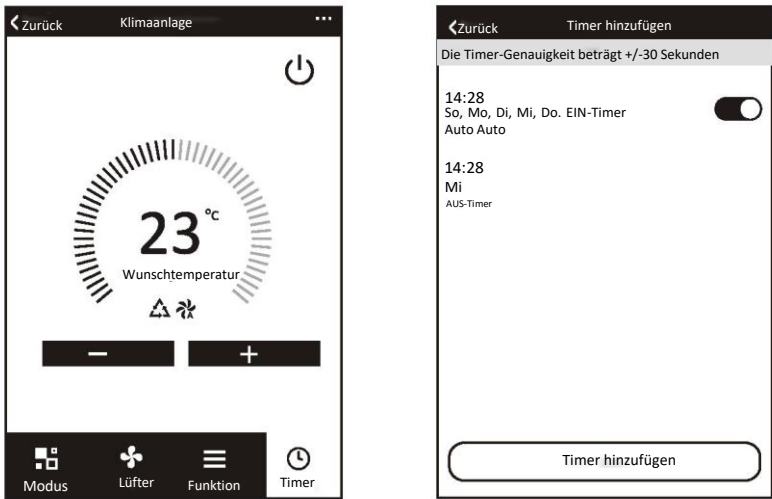 Zurück
Klimaanlage
...
23 °C
Wunschtemperatur
A
Modus
Lüfter
Funktion
Timer
Zurück
Timer hinzufügen
Die Timer-Genauigkeit beträgt +/-30 Sekunden
14:28
So, Mo, Di, Mi, Do. EIN-Timer
Auto Auto
14:28
Mi
AUS-Timer
Timer hinzufügen